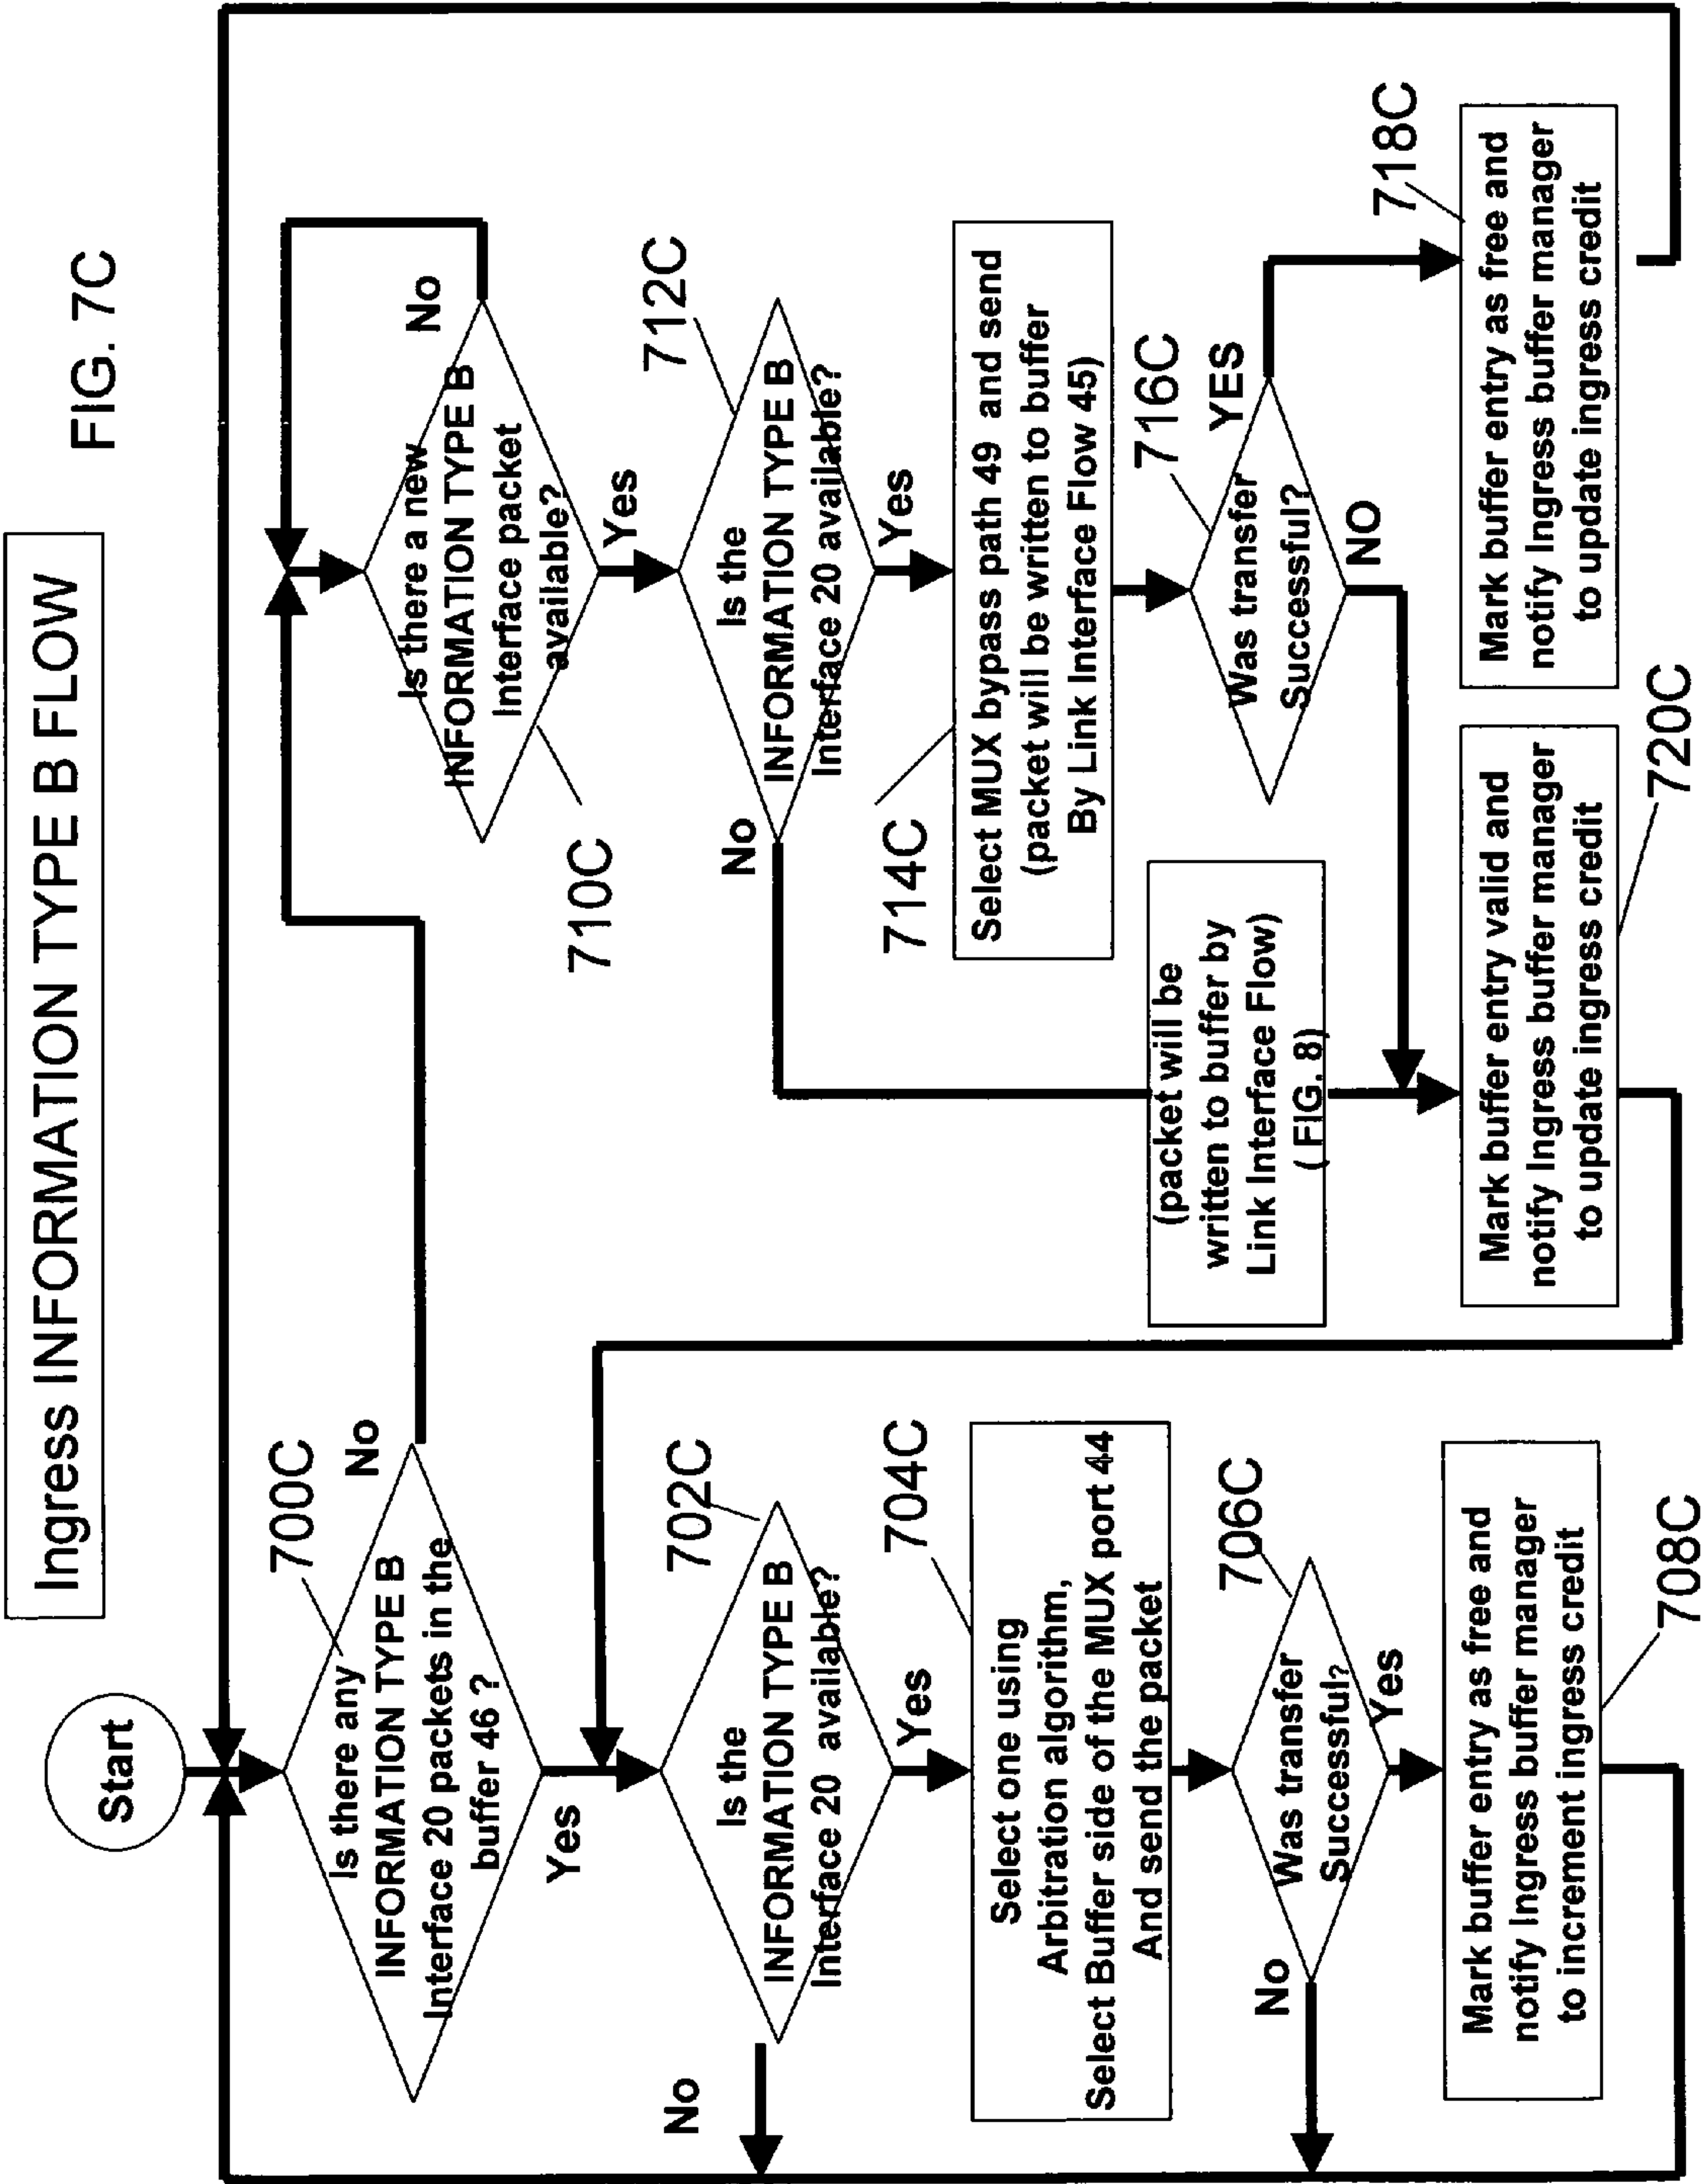 Ingress INFORMATION TYPE B FLOW
FIG. 7C
Start
700C
Is there any
INFORMATION TYPE B
Interface 20 packets in the
buffer 46 ?
No
Yes
702C
Is the
INFORMATION TYPE B
Interface 20 available?
No
Yes
704C
Select one using
Arbitration algorithm,
Select Buffer side of the MUX port 44
And send the packet
706C
Was transfer
Successful?
No
Yes
Mark buffer entry as free and
notify Ingress buffer manager
to increment ingress credit
708C
Is there a new
INFORMATION TYPE B
Interface packet
available?
No
710C
Yes
712C
Is the
INFORMATION TYPE B
Interface 20 available?
No
Yes
714C
Select MUX bypass path 49 and send
(packet will be written to buffer
By Link Interface Flow 45)
716C
Was transfer
Successful?
YES
NO
(packet will be
written to buffer by
Link Interface Flow)
( FIG. 8)
718C
Mark buffer entry as free and
notify Ingress buffer manager
to update ingress credit
Mark buffer entry valid and
notify Ingress buffer manager
to update ingress credit
720C